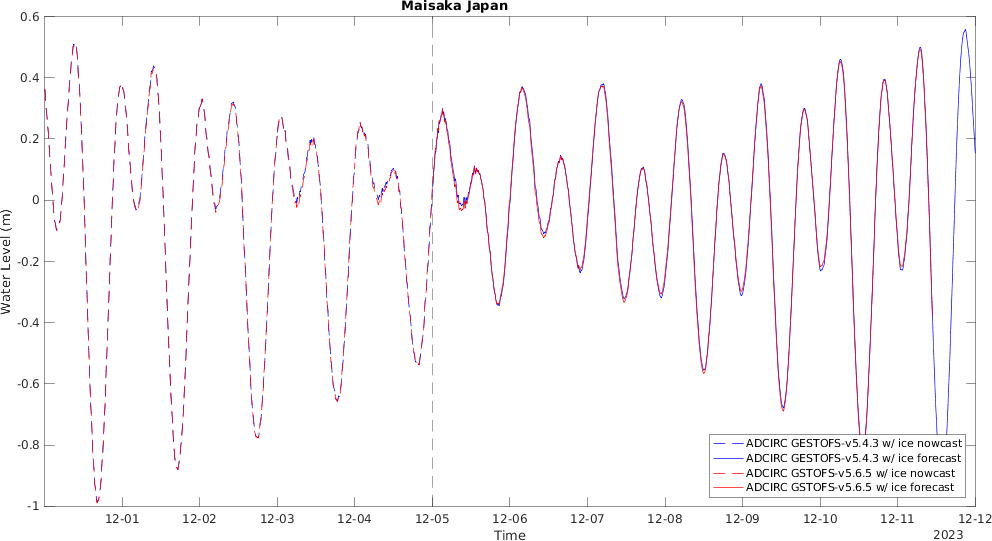 Maisaka Japan
0.6
0.4
0.2
0
-0.2
-0.4
-0.6
-0.8
-1
Water Level (m)
ADCIRC GESTOFS-v5.4.3 w/ ice nowcast
ADCIRC GESTOFS-v5.4.3 w/ ice forecast
ADCIRC GSTOFS-v5.6.5 w/ ice nowcast
ADCIRC GSTOFS-v5.6.5 w/ ice forecast
12-01 12-02 12-03 12-04 12-05 12-06 12-07 12-08 12-09 12-10 12-11 12-12
Time
2023